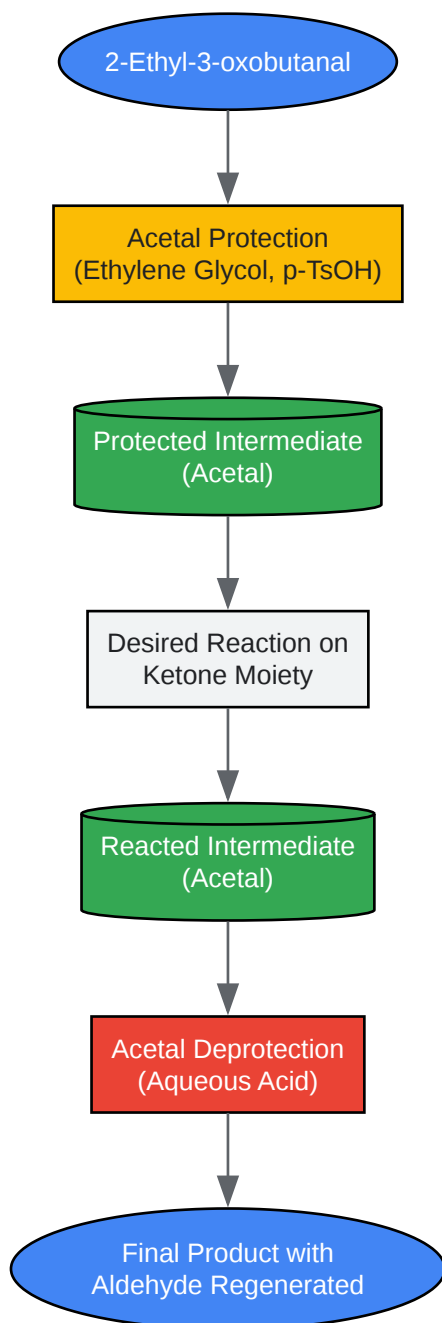 2-Ethyl-3-oxobutanal
Acetal Protection
(Ethylene Glycol, p-TsOH)
Protected Intermediate
(Acetal)
Desired Reaction on
Ketone Moiety
Reacted Intermediate
(Acetal)
Acetal Deprotection
(Aqueous Acid)
Final Product with
Aldehyde Regenerated